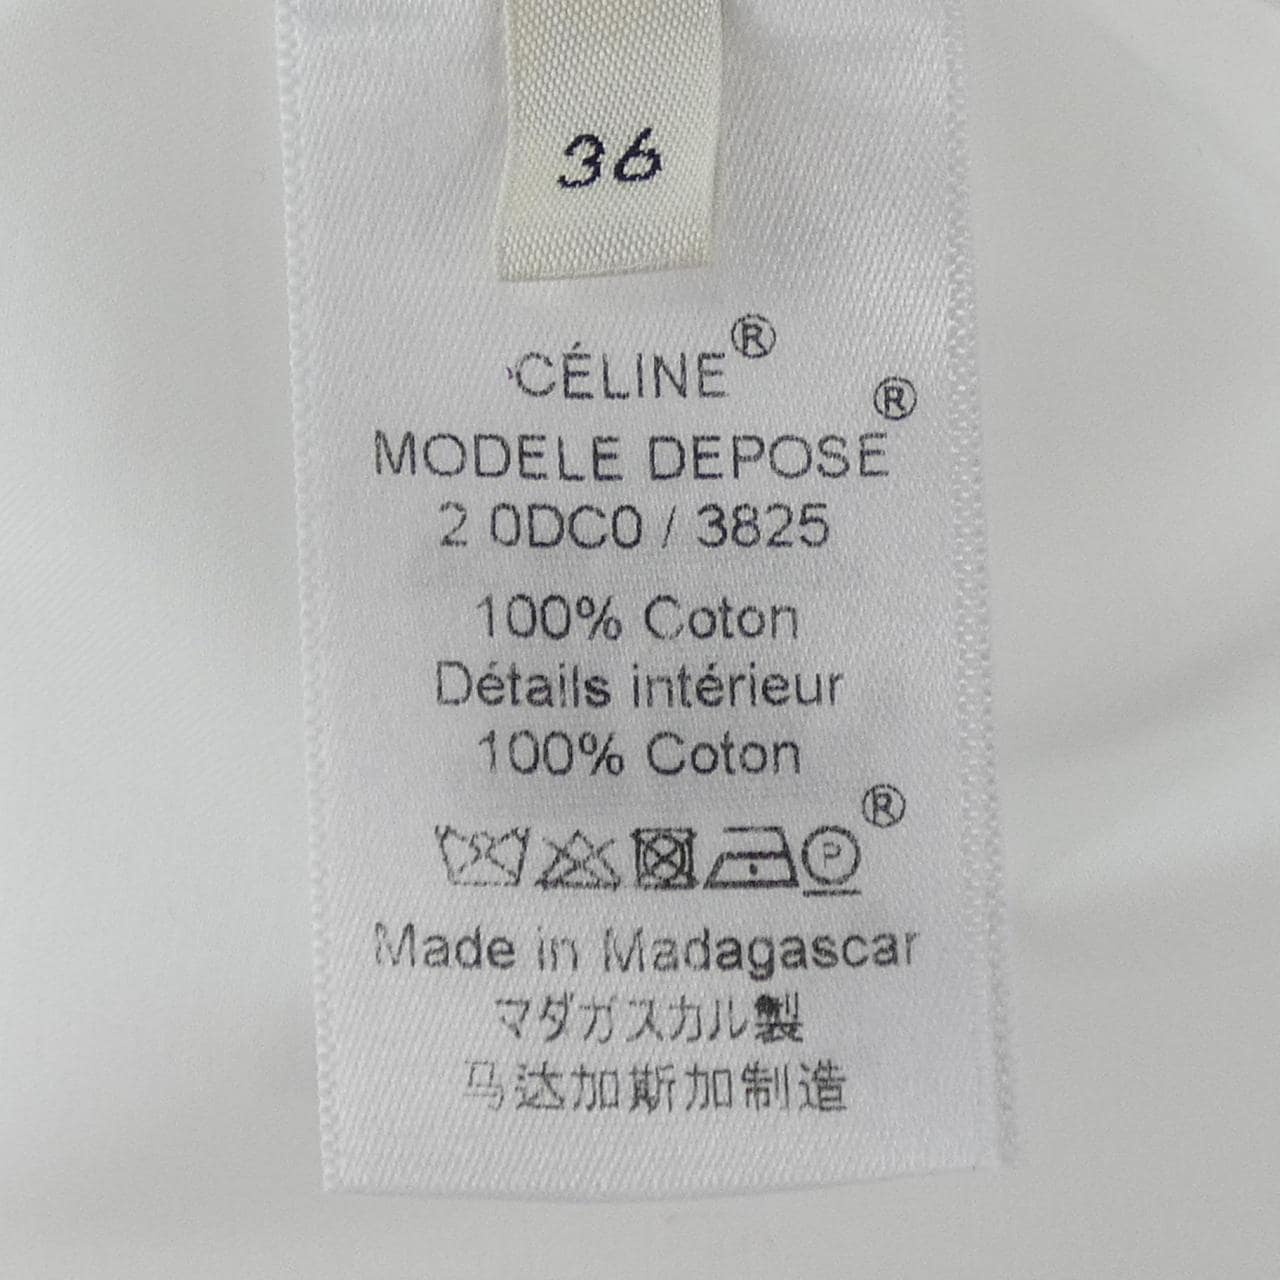 36
CÉLINE®
MODELE DEPOSE®
2 0DC0 / 3825
100% Coton
Détails intérieur
100% Coton
P ®
Made in Madagascar
マダガスカル製
马达加斯加制造